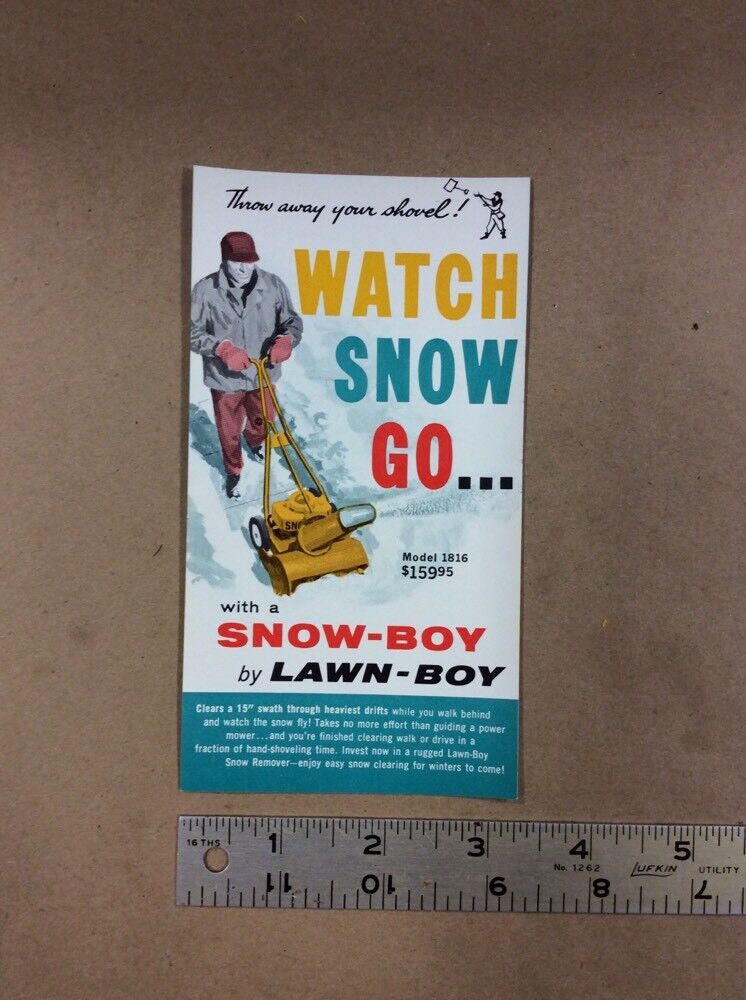 Throw away your shovel!
WATCH
SNOW
GO...
SNO
Model 1816
$15995
with a
SNOW-BOY
by LAWN-BOY
Clears a 15" swath through heaviest drifts while you walk behind
and watch the snow fly! Takes no more effort than guiding a power
mower...and you're finished clearing walk or drive in a
fraction of hand-shoveling time. Invest now in a rugged Lawn-Boy
Snow Remover—enjoy easy snow clearing for winters to come!
16 THS 1 2 3 4 5
No. 1262 LUFKIN UTILITY
11 10 9 8 7